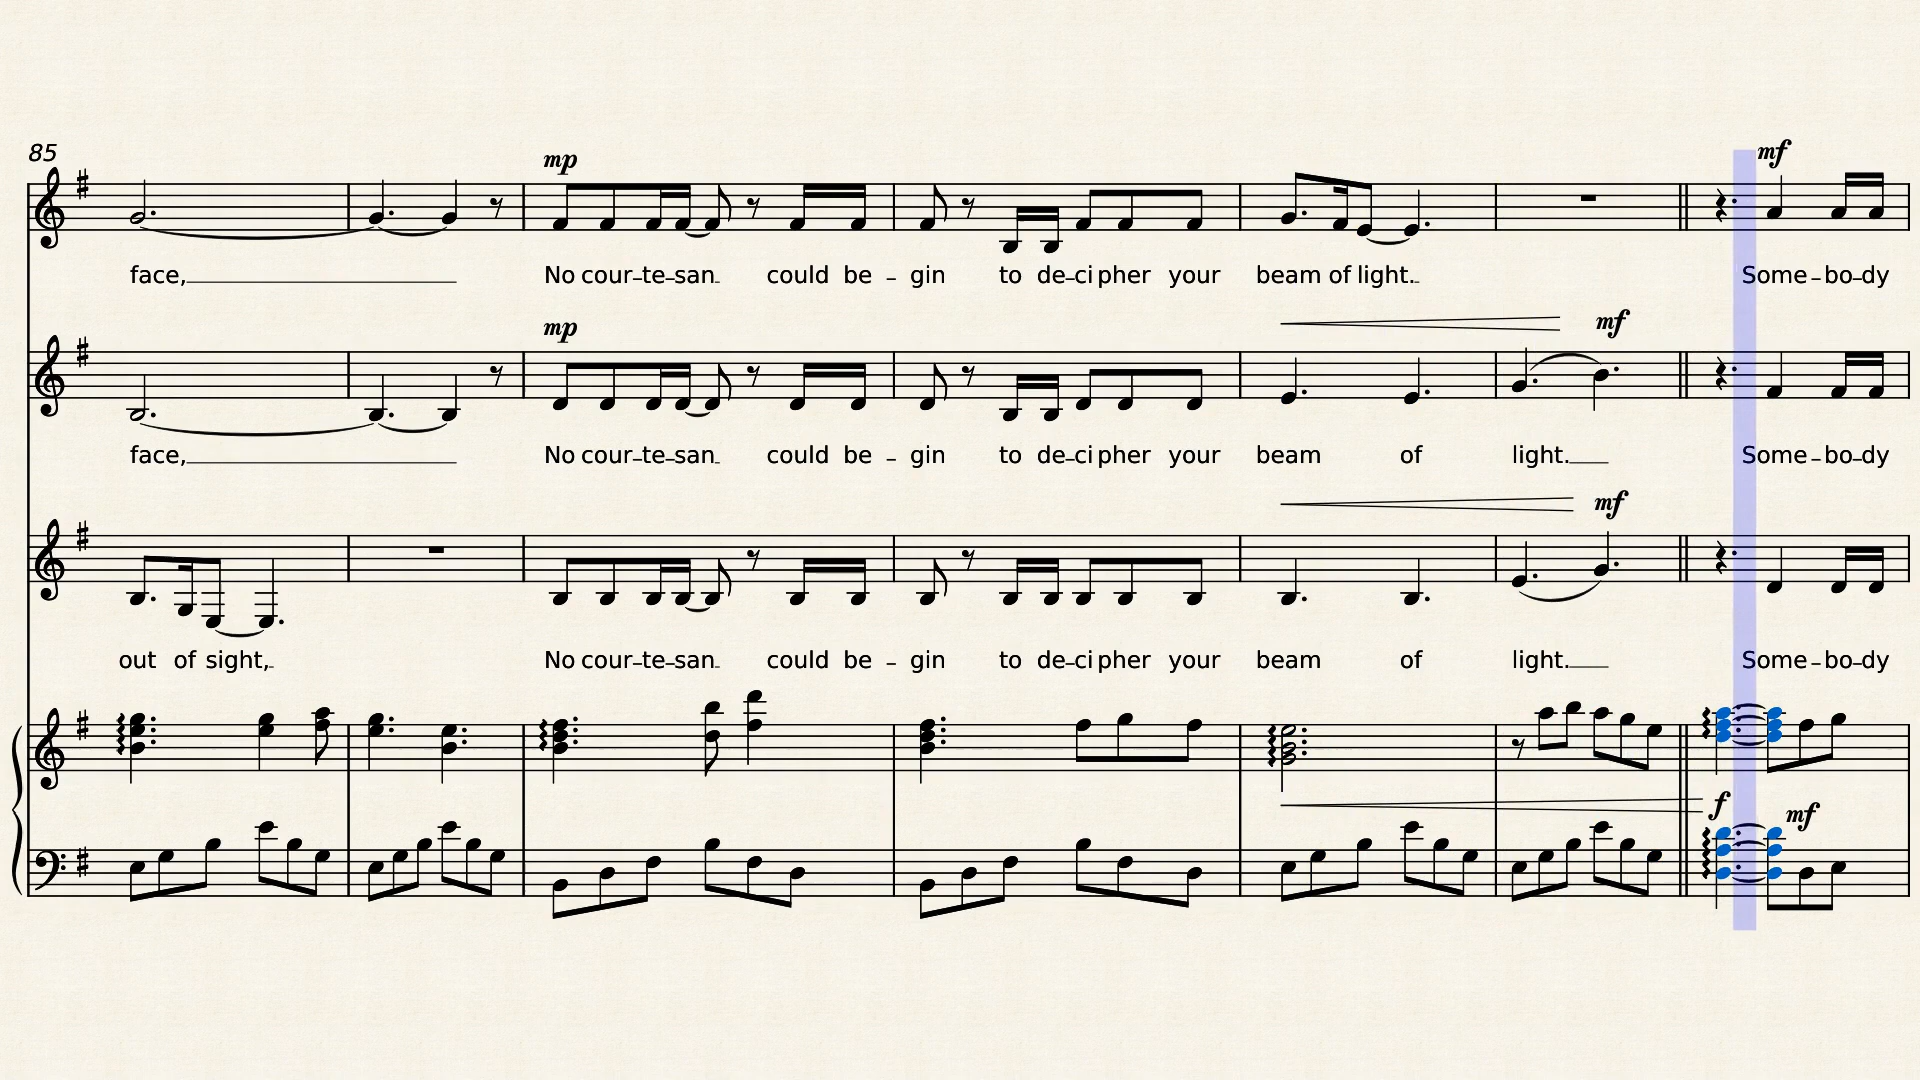 85
mp
face, No cour-te-san could be - gin to de-ci pher your beam of light. Some-bo-dy
mp mf mf
face, No cour-te-san could be - gin to de-ci pher your beam of light. Some-bo-dy
mf
out of sight, No cour-te-san could be - gin to de-ci pher your beam of light. Some-bo-dy
f mf